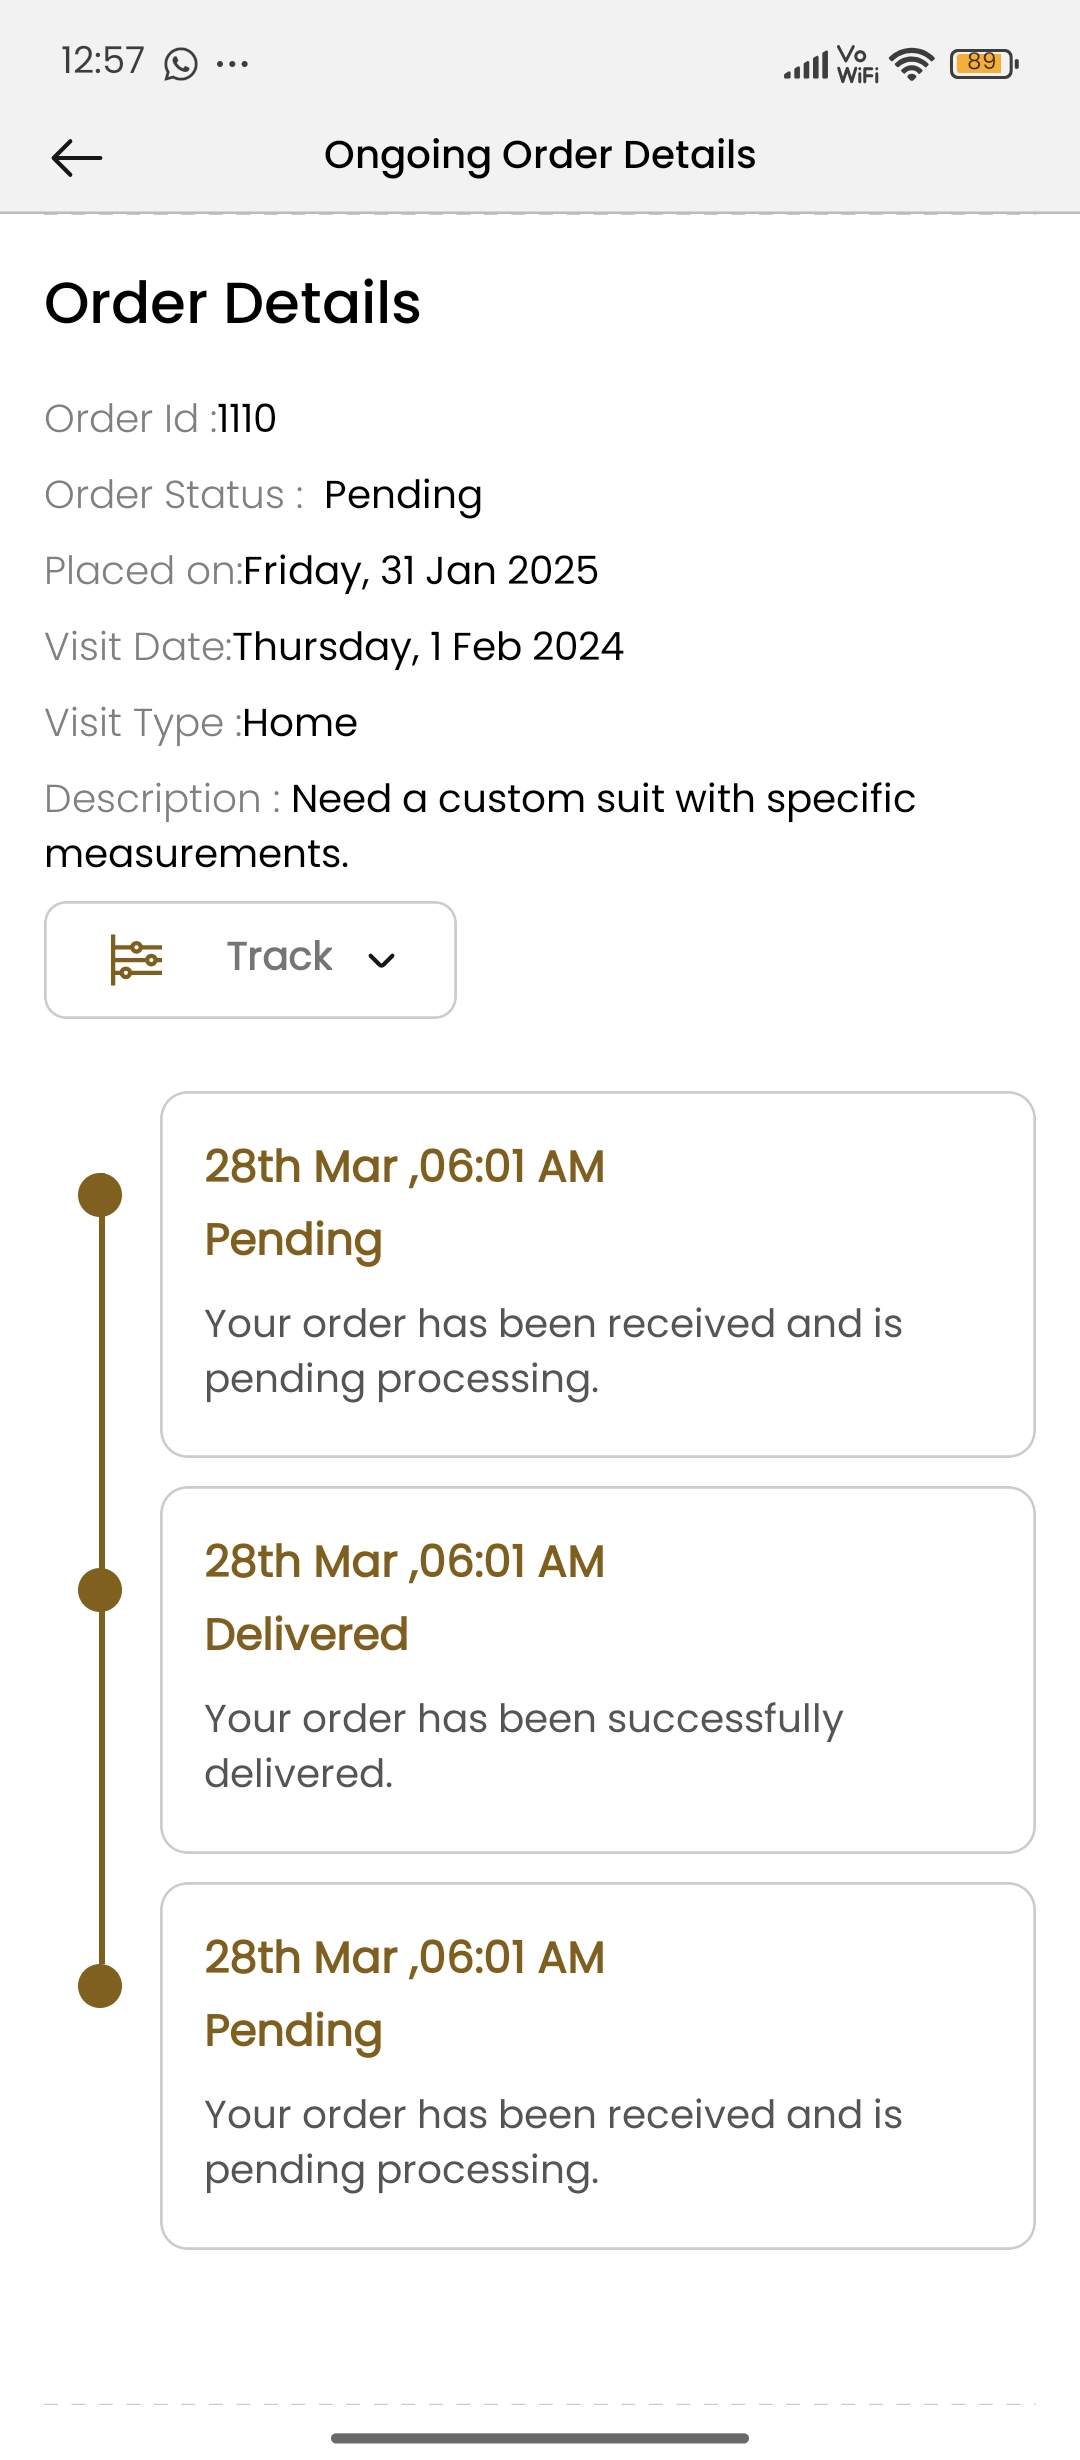 12:57 ... Vo WiFi 89
Ongoing Order Details
Order Details
Order Id :1110
Order Status : Pending
Placed on:Friday, 31 Jan 2025
Visit Date:Thursday, 1 Feb 2024
Visit Type :Home
Description : Need a custom suit with specific
measurements.
Track
28th Mar ,06:01 AM
Pending
Your order has been received and is
pending processing.
28th Mar ,06:01 AM
Delivered
Your order has been successfully
delivered.
28th Mar ,06:01 AM
Pending
Your order has been received and is
pending processing.